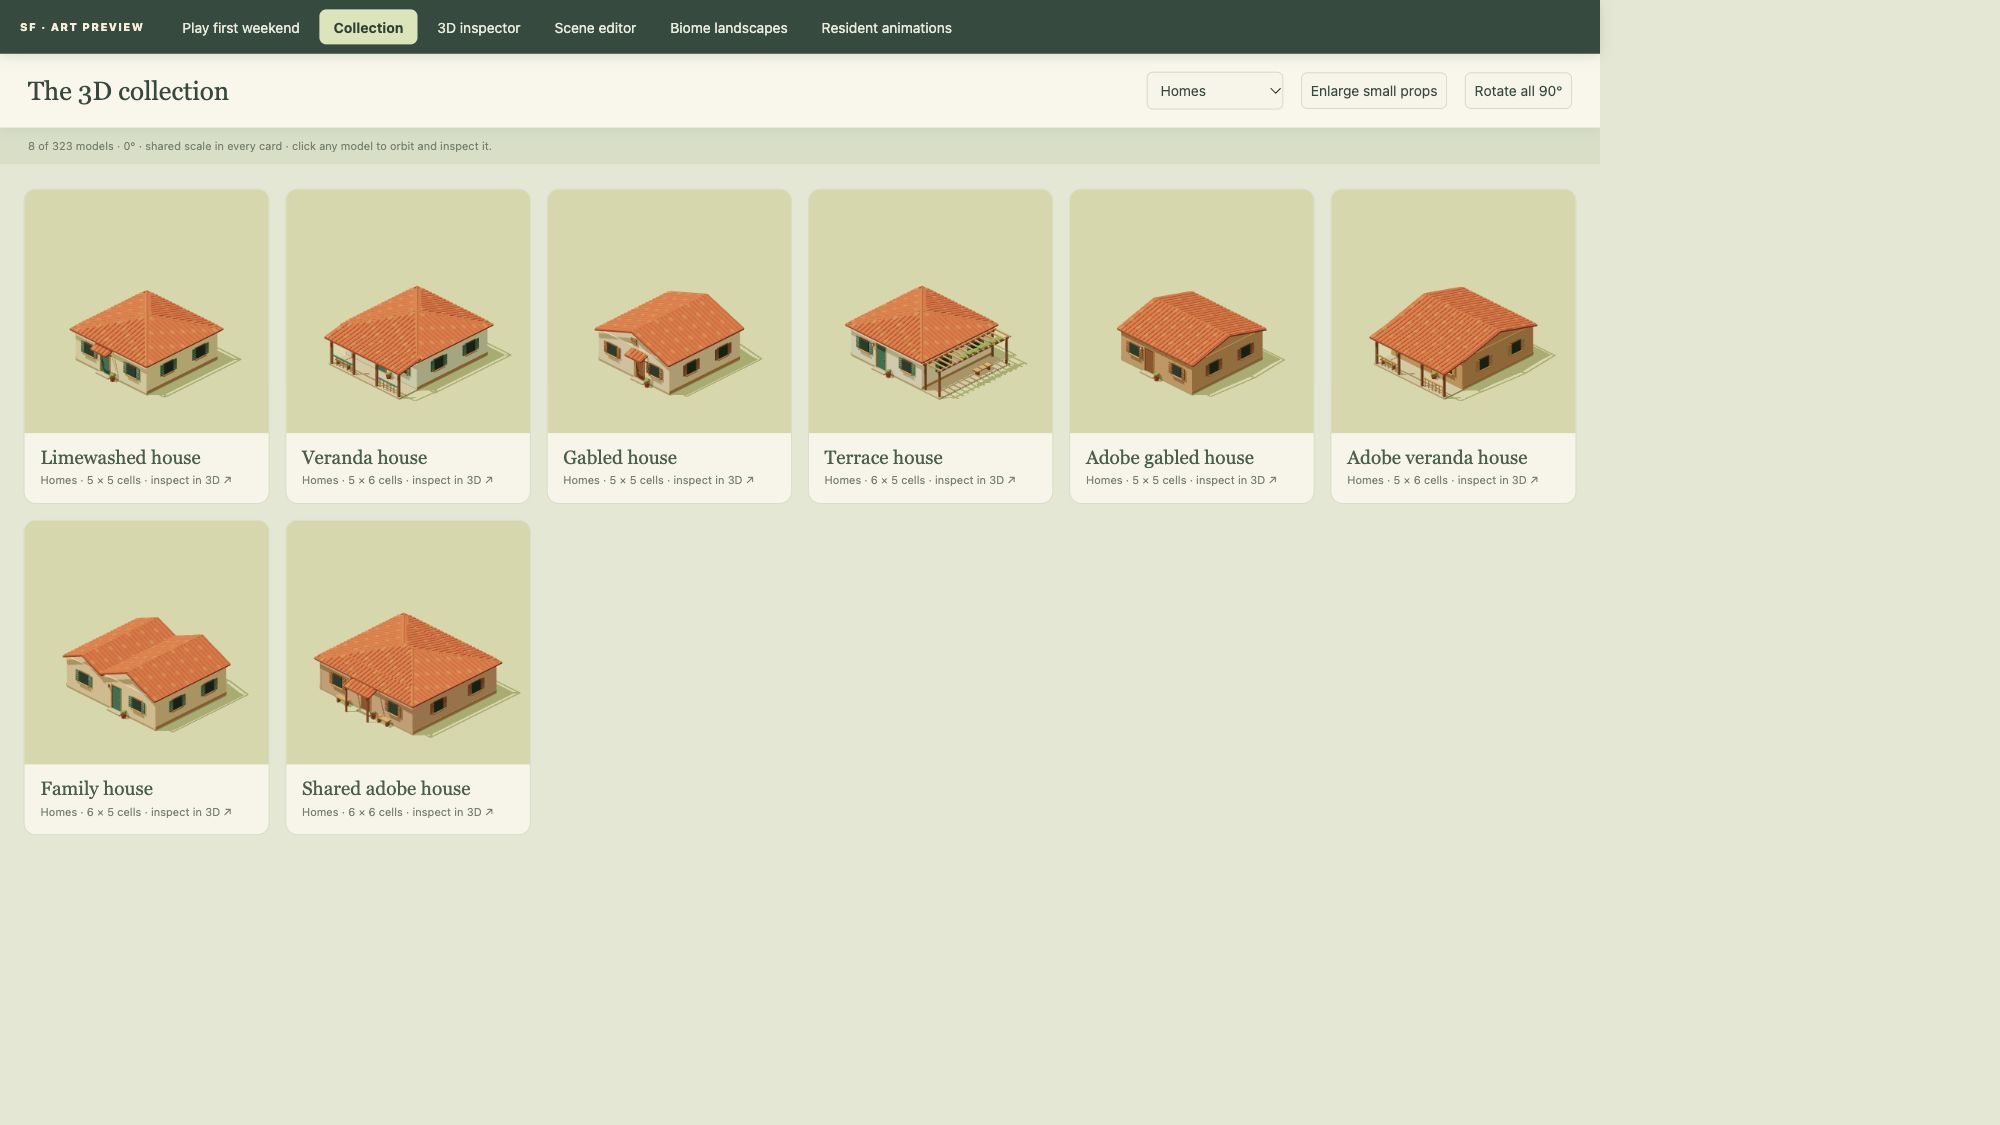 SF · ART PREVIEW
Play first weekend
Collection
3D inspector
Scene editor
Biome landscapes
Resident animations
The 3D collection
Homes
Enlarge small props
Rotate all 90°
8 of 323 models · 0° · shared scale in every card · click any model to orbit and inspect it.
Limewashed house
Homes · 5 × 5 cells · inspect in 3D ↗
Veranda house
Homes · 5 × 6 cells · inspect in 3D ↗
Gabled house
Homes · 5 × 5 cells · inspect in 3D ↗
Terrace house
Homes · 6 × 5 cells · inspect in 3D ↗
Adobe gabled house
Homes · 5 × 5 cells · inspect in 3D ↗
Adobe veranda house
Homes · 5 × 6 cells · inspect in 3D ↗
Family house
Homes · 6 × 5 cells · inspect in 3D ↗
Shared adobe house
Homes · 6 × 6 cells · inspect in 3D ↗